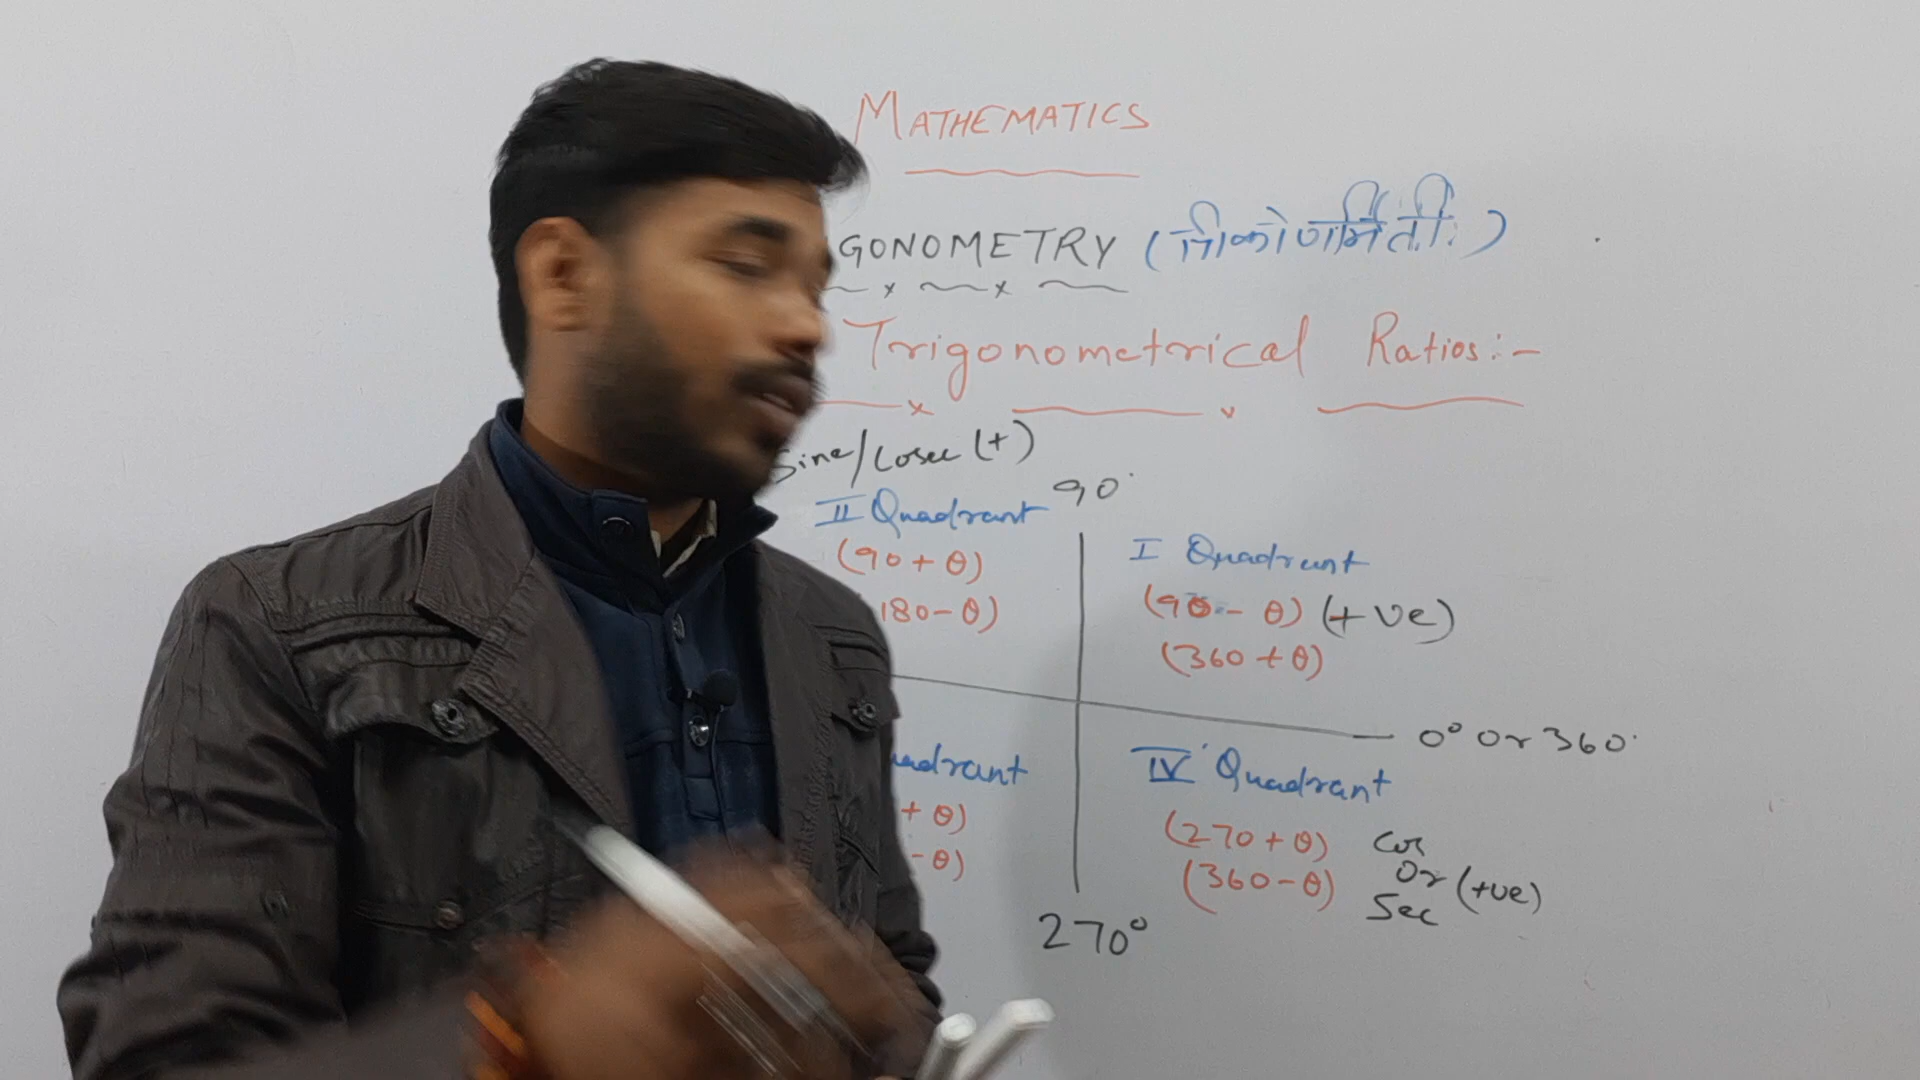 MATHEMATICS
GONOMETRY (त्रिकोणमिती)
Trigonometrical Ratios:-
Sine/Cosec (+)
90°
II Quadrant
(90 + θ)
180 - θ)
I Quadrant
(90 - θ) (+ve)
(360 + θ)
0° or 360°
uadrant
+ θ)
- θ)
IV Quadrant
(270 + θ)
(360 - θ)
Cos
Or (+ve)
Sec
270°